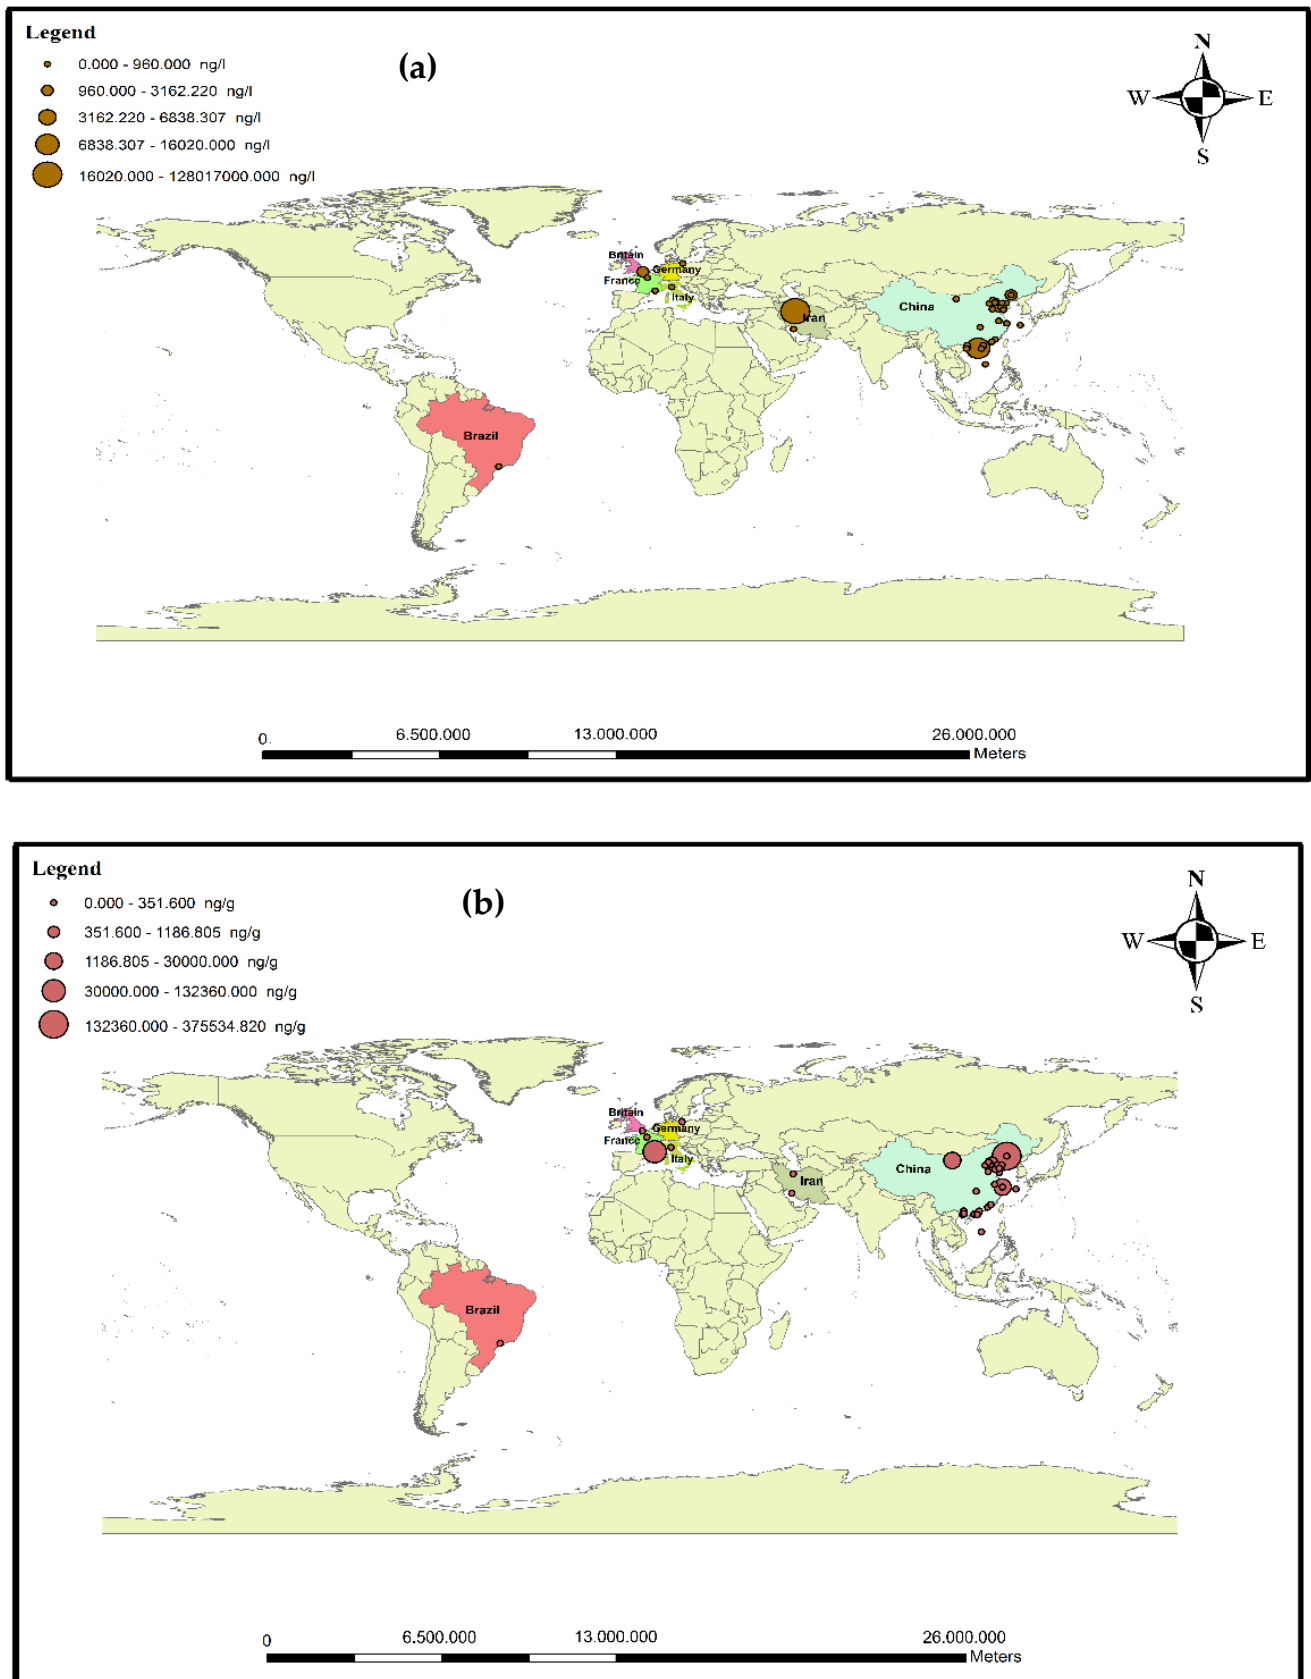 Legend
0.000 - 960.000 ng/l
960.000 - 3162.220 ng/l
3162.220 - 6838.307 ng/l
6838.307 - 16020.000 ng/l
16020.000 - 128017000.000 ng/l
(a)
N
W E
S
Britain
Germany
France
Italy
Iran
China
Brazil
0. 6.500.000 13.000.000 26.000.000
Meters
Legend
0.000 - 351.600 ng/g
351.600 - 1186.805 ng/g
1186.805 - 30000.000 ng/g
30000.000 - 132360.000 ng/g
132360.000 - 375534.820 ng/g
(b)
N
W E
S
Britain
Germany
France
Italy
Iran
China
Brazil
0 6.500.000 13.000.000 26.000.000
Meters